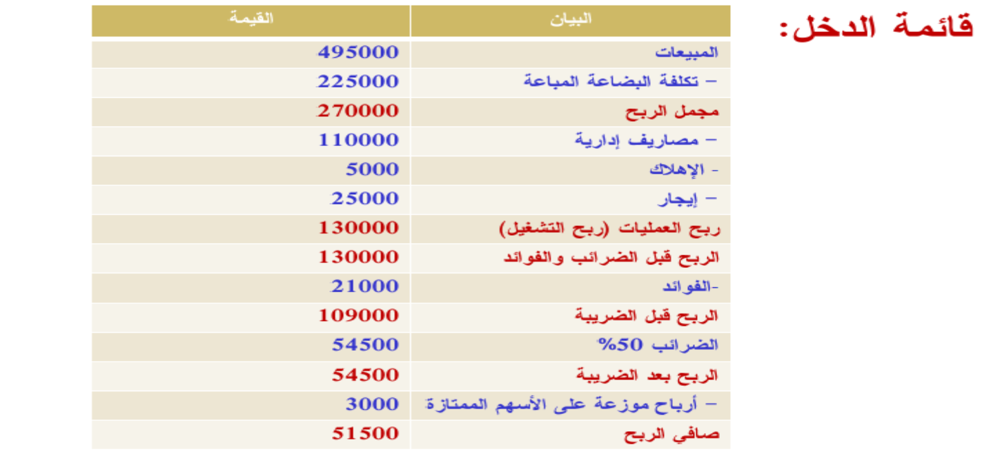 قائمة الدخل:
البيان القيمة
المبيعات 495000
– تكلفة البضاعة المباعة 225000
مجمل الربح 270000
– مصاريف إدارية 110000
- الإهلاك 5000
– إيجار 25000
ربح العمليات (ربح التشغيل) 130000
الربح قبل الضرائب والفوائد 130000
-الفوائد 21000
الربح قبل الضريبة 109000
الضرائب 50% 54500
الربح بعد الضريبة 54500
– أرباح موزعة على الأسهم الممتازة 3000
صافي الربح 51500